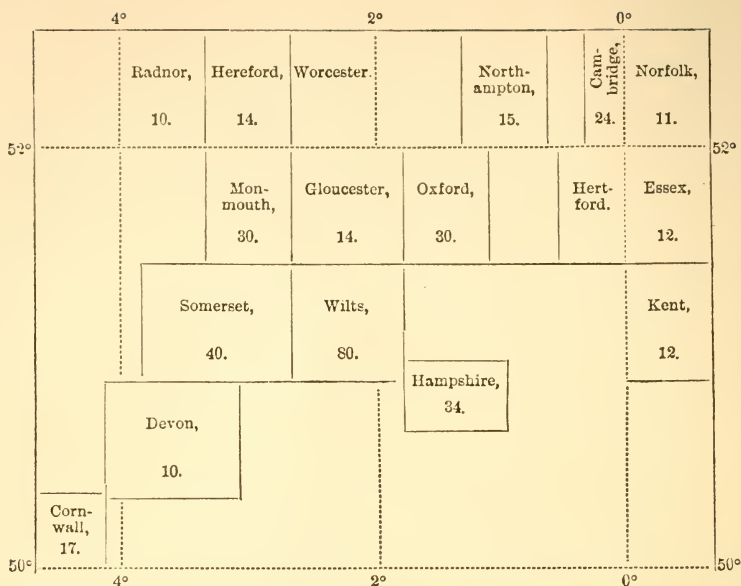 4° 2° 0°
Radnor,
10.
Hereford,
14.
Worcester.
North-
ampton,
15.
Cam-
bridge,
24.
Norfolk,
11.
52° 52°
Mon-
mouth,
30.
Gloucester,
14.
Oxford,
30.
Hert-
ford.
Essex,
12.
Somerset,
40.
Wilts,
80.
Kent,
12.
Hampshire,
34.
Devon,
10.
Corn-
wall,
17.
50° 50°
4° 2° 0°